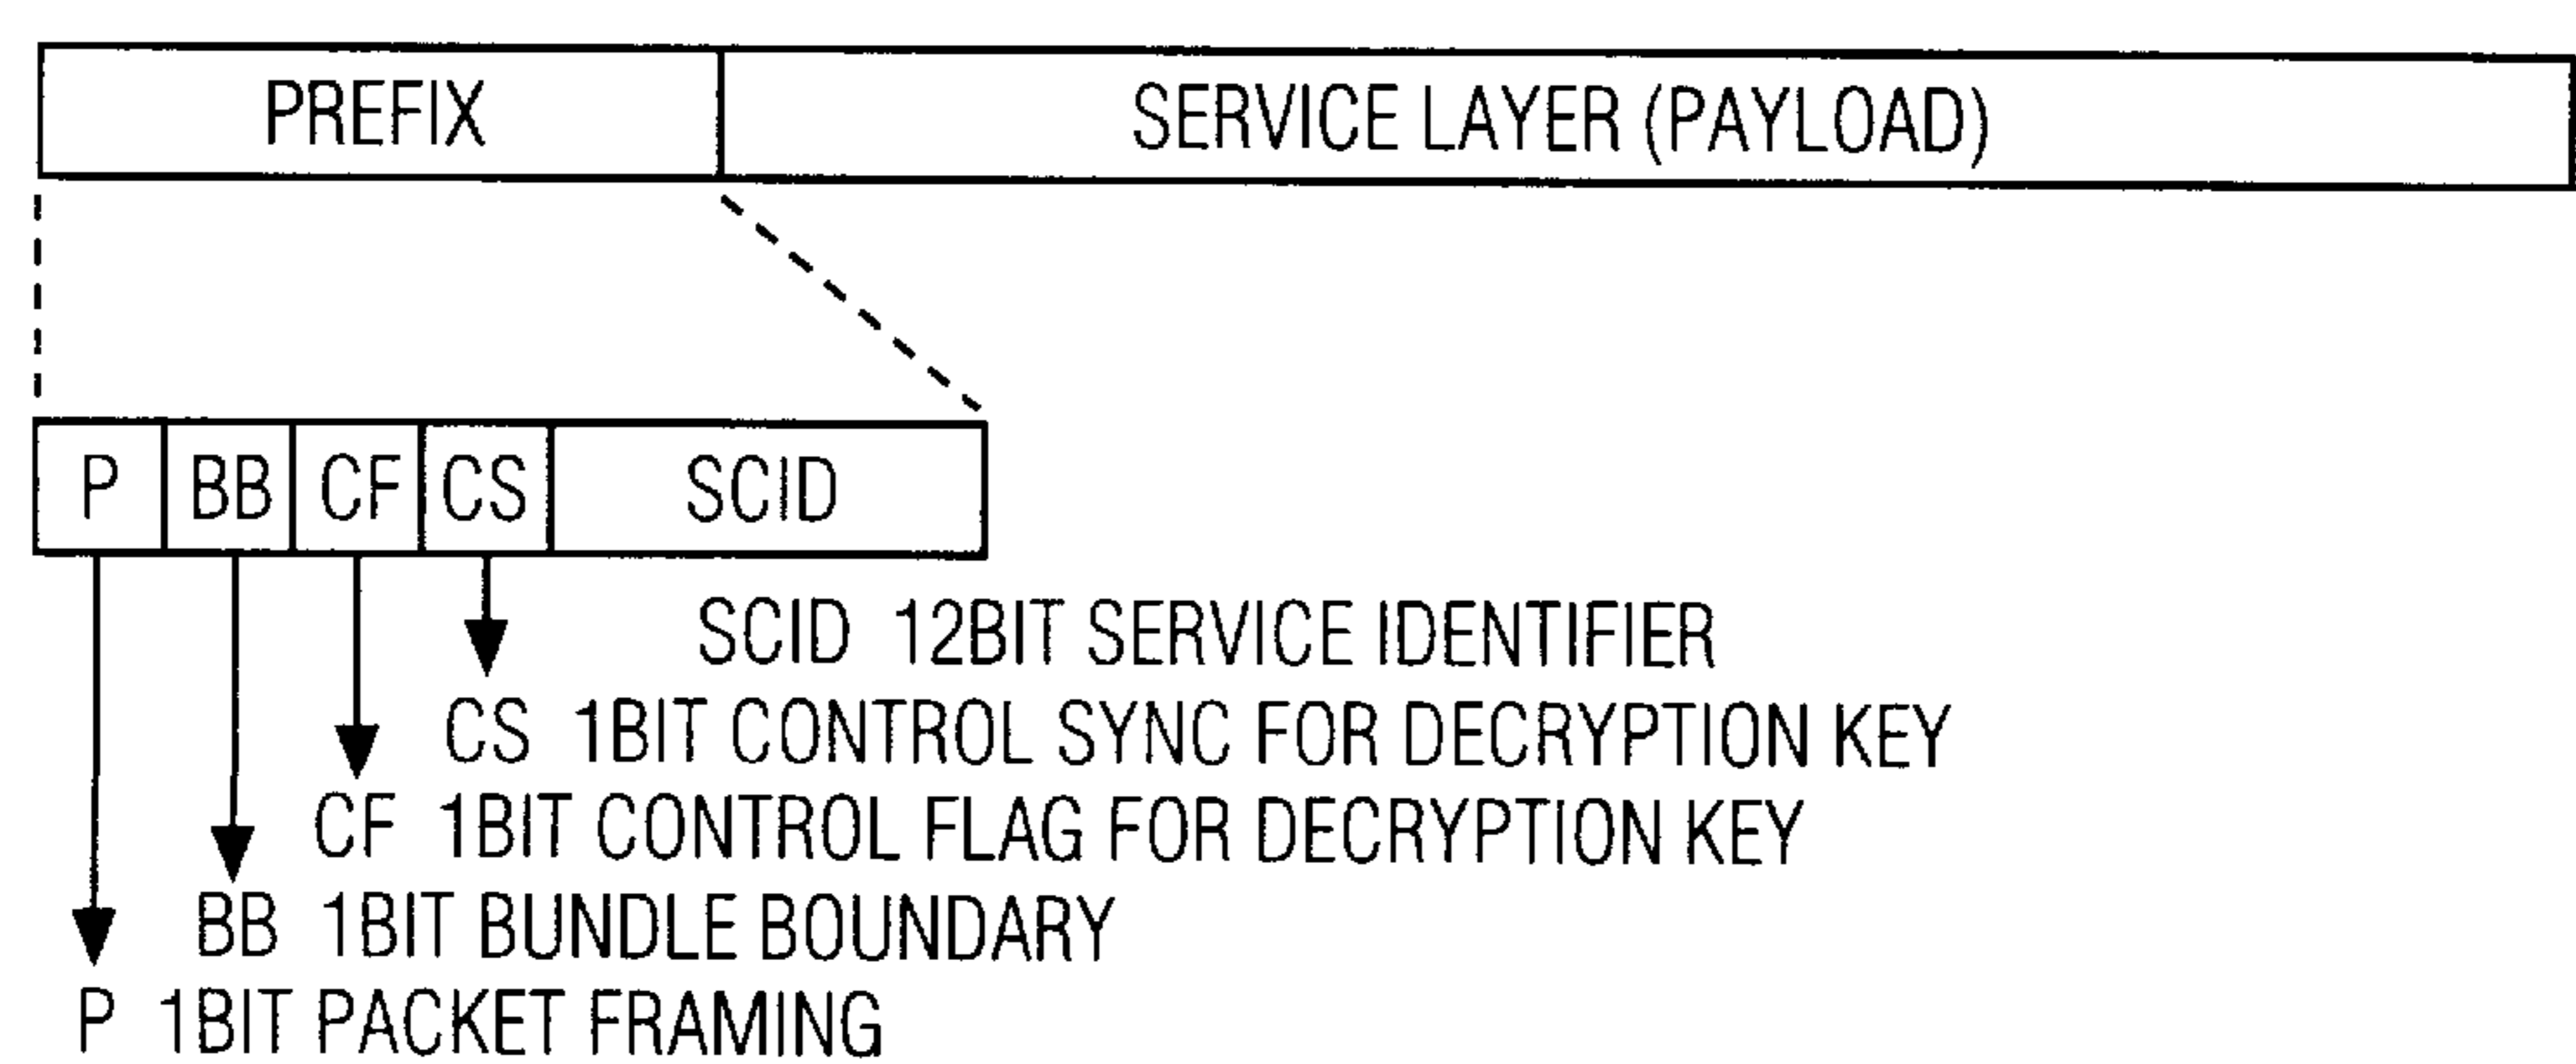 PREFIX SERVICE LAYER (PAYLOAD)
P BB CF CS SCID
SCID 12BIT SERVICE IDENTIFIER
CS 1BIT CONTROL SYNC FOR DECRYPTION KEY
CF 1BIT CONTROL FLAG FOR DECRYPTION KEY
BB 1BIT BUNDLE BOUNDARY
P 1BIT PACKET FRAMING